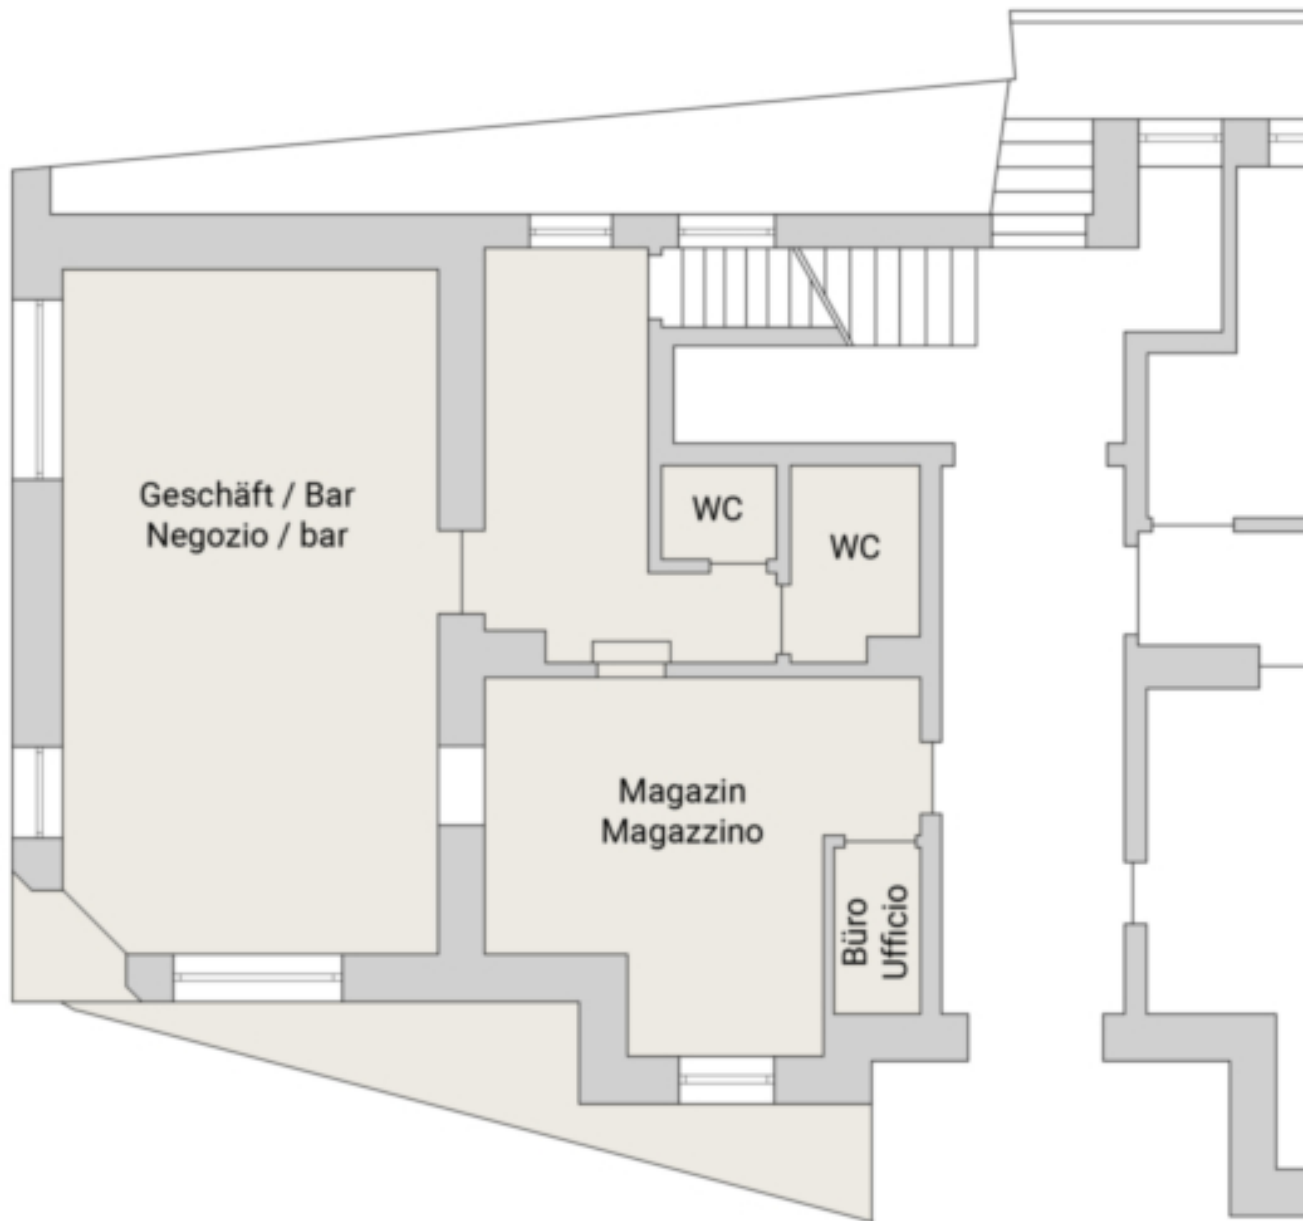 Geschäft / Bar
Negozio / bar
WC
WC
Magazin
Magazzino
Büro
Ufficio